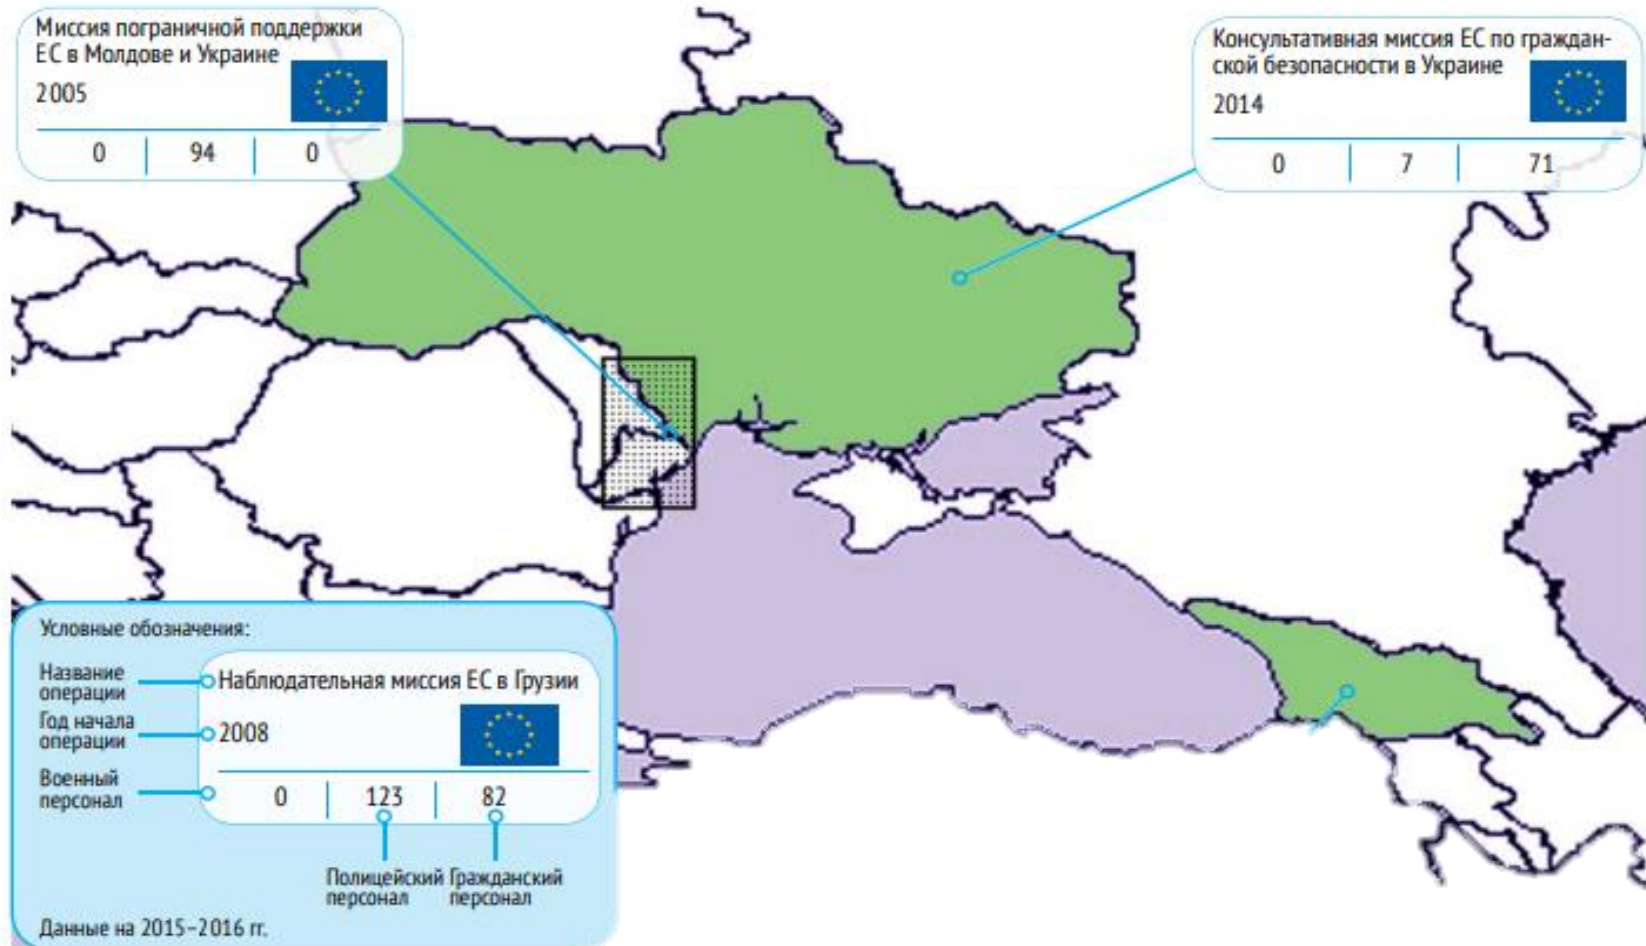 Миссия пограничной поддержки
ЕС в Молдове и Украине
2005
0 94 0
Консультативная миссия ЕС по граждан-
ской безопасности в Украине
2014
0 7 71
Условные обозначения:
Название
операции
Наблюдательная миссия ЕС в Грузии
Год начала
операции
2008
Военный
персонал
0 123 82
Полицейский
персонал
Гражданский
персонал
Данные на 2015–2016 гг.